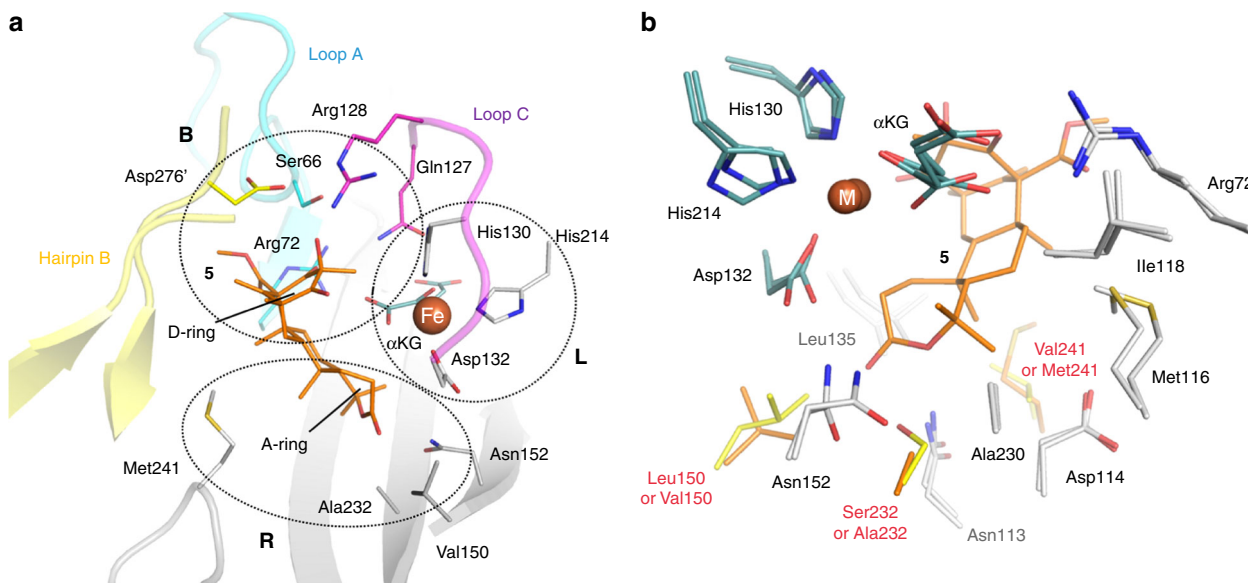 a
Loop A
B
Arg128
Loop C
Ser66
Gln127
Asp276'
His130
His214
Arg72
Hairpin B
5
Fe
D-ring
αKG
L
Asp132
A-ring
Met241
Asn152
Ala232
R
Val150
b
His130
αKG
Arg72
M
His214
5
Ile118
Asp132
Leu135
Val241
or Met241
Met116
Ala230
Leu150
or Val150
Asn152
Asp114
Ser232
or Ala232
Asn113